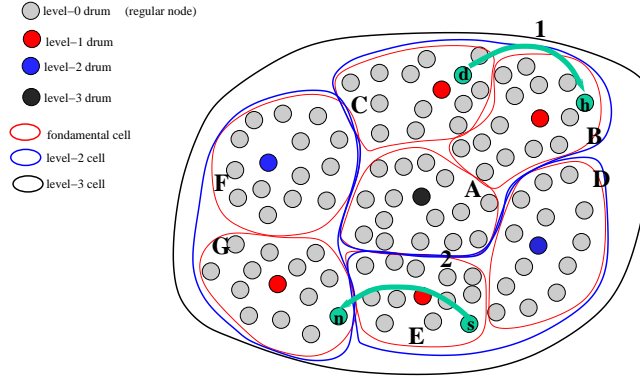 level-0 drum (regular node)
level-1 drum
level-2 drum
level-3 drum
fundamental cell
level-2 cell
level-3 cell
1
d
b
C
B
A
D
F
G
2
n
s
E